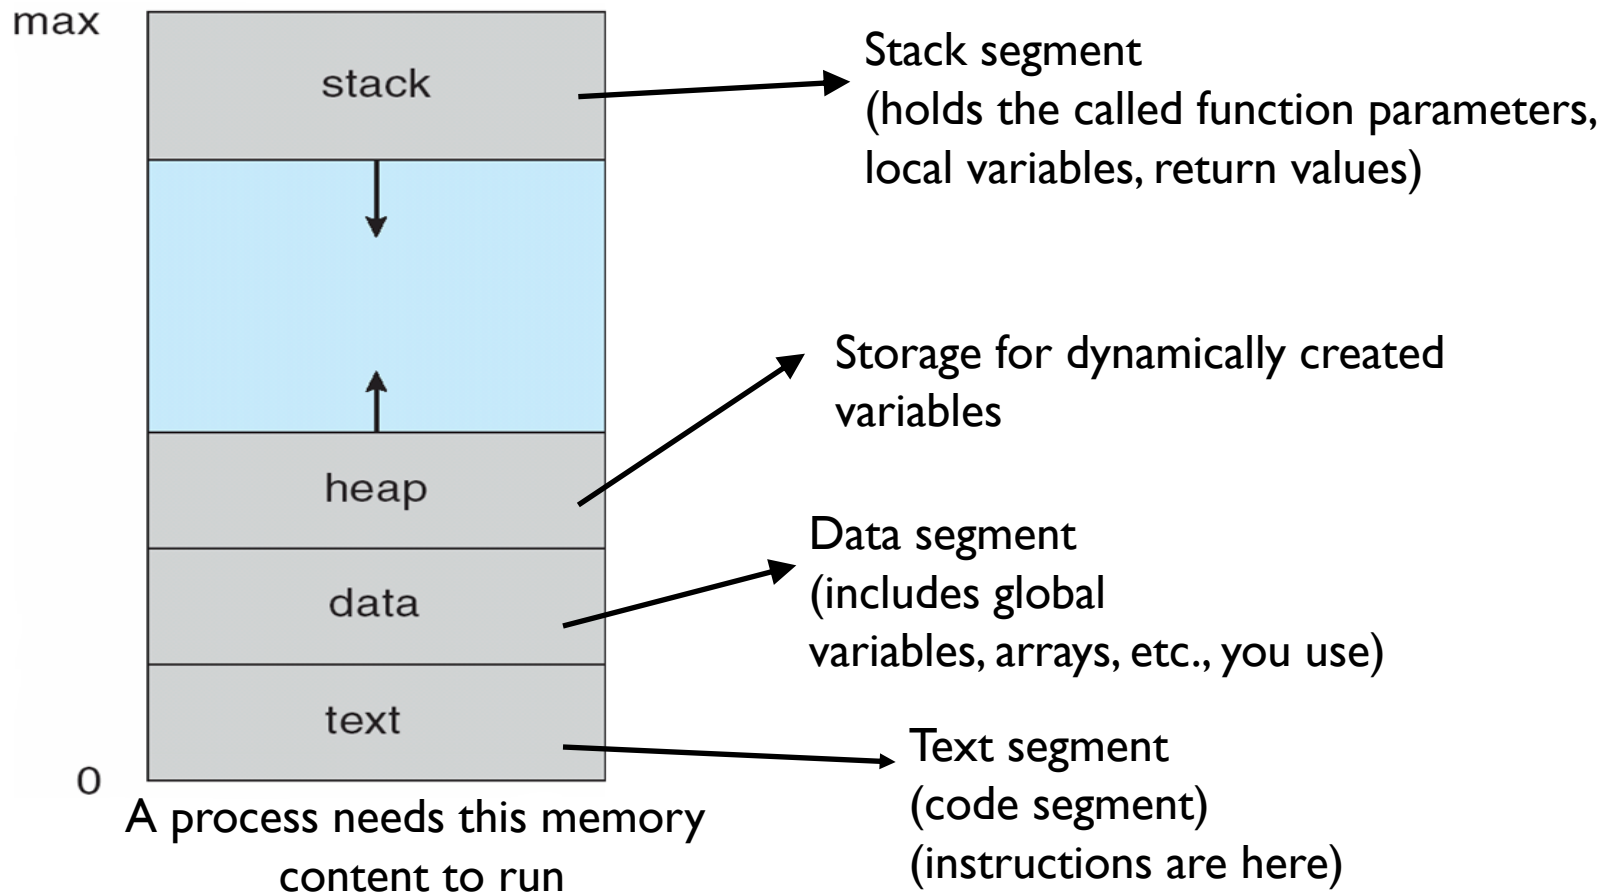 max
stack
Stack segment
(holds the called function parameters,
local variables, return values)
Storage for dynamically created
variables
heap
Data segment
(includes global
variables, arrays, etc., you use)
data
text
Text segment
(code segment)
(instructions are here)
0
A process needs this memory
content to run